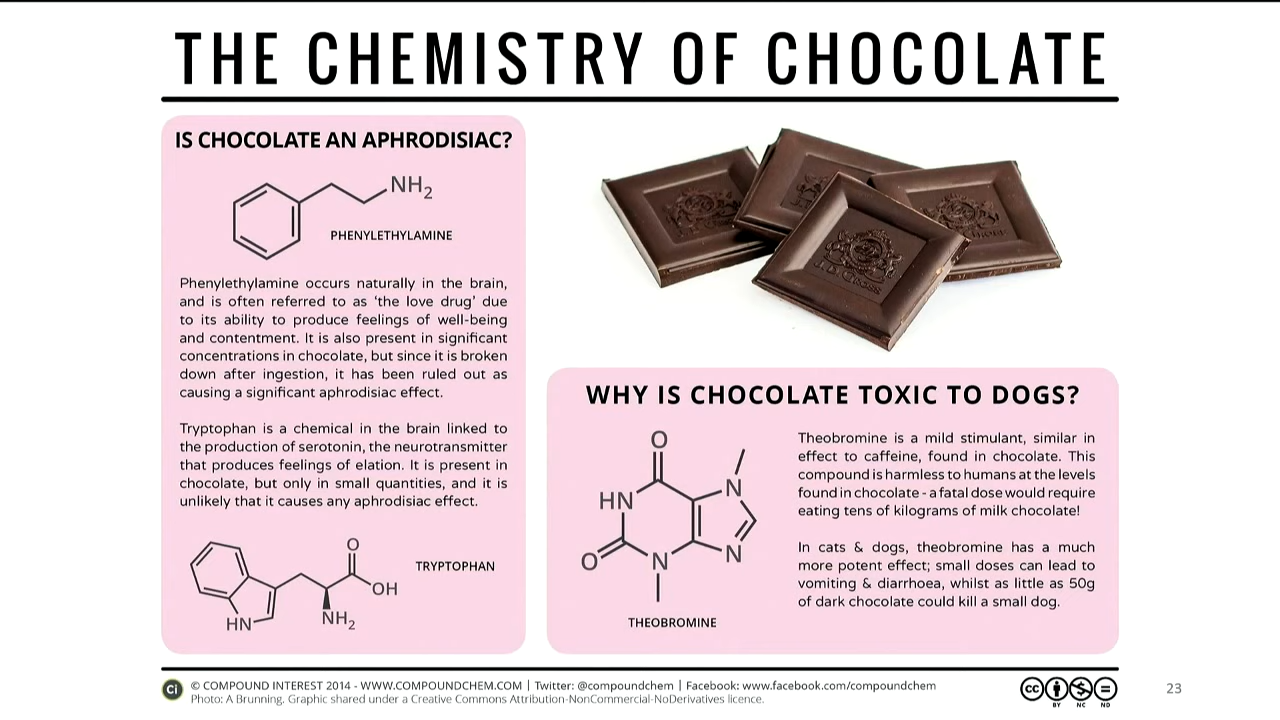 THE CHEMISTRY OF CHOCOLATE
IS CHOCOLATE AN APHRODISIAC?
NH2
PHENYLETHYLAMINE
Phenylethylamine occurs naturally in the brain,
and is often referred to as ‘the love drug’ due
to its ability to produce feelings of well-being
and contentment. It is also present in significant
concentrations in chocolate, but since it is broken
down after ingestion, it has been ruled out as
causing a significant aphrodisiac effect.
Tryptophan is a chemical in the brain linked to
the production of serotonin, the neurotransmitter
that produces feelings of elation. It is present in
chocolate, but only in small quantities, and it is
unlikely that it causes any aphrodisiac effect.
O
OH
NH2
HN
TRYPTOPHAN
WHY IS CHOCOLATE TOXIC TO DOGS?
O
N
HN
N
O
N
THEOBROMINE
Theobromine is a mild stimulant, similar in
effect to caffeine, found in chocolate. This
compound is harmless to humans at the levels
found in chocolate - a fatal dose would require
eating tens of kilograms of milk chocolate!
In cats & dogs, theobromine has a much
more potent effect; small doses can lead to
vomiting & diarrhoea, whilst as little as 50g
of dark chocolate could kill a small dog.
Ci
© COMPOUND INTEREST 2014 - WWW.COMPOUNDCHEM.COM | Twitter: @compoundchem | Facebook: www.facebook.com/compoundchem
Photo: A Brunning. Graphic shared under a Creative Commons Attribution-NonCommercial-NoDerivatives licence.
cc
BY NC ND
23